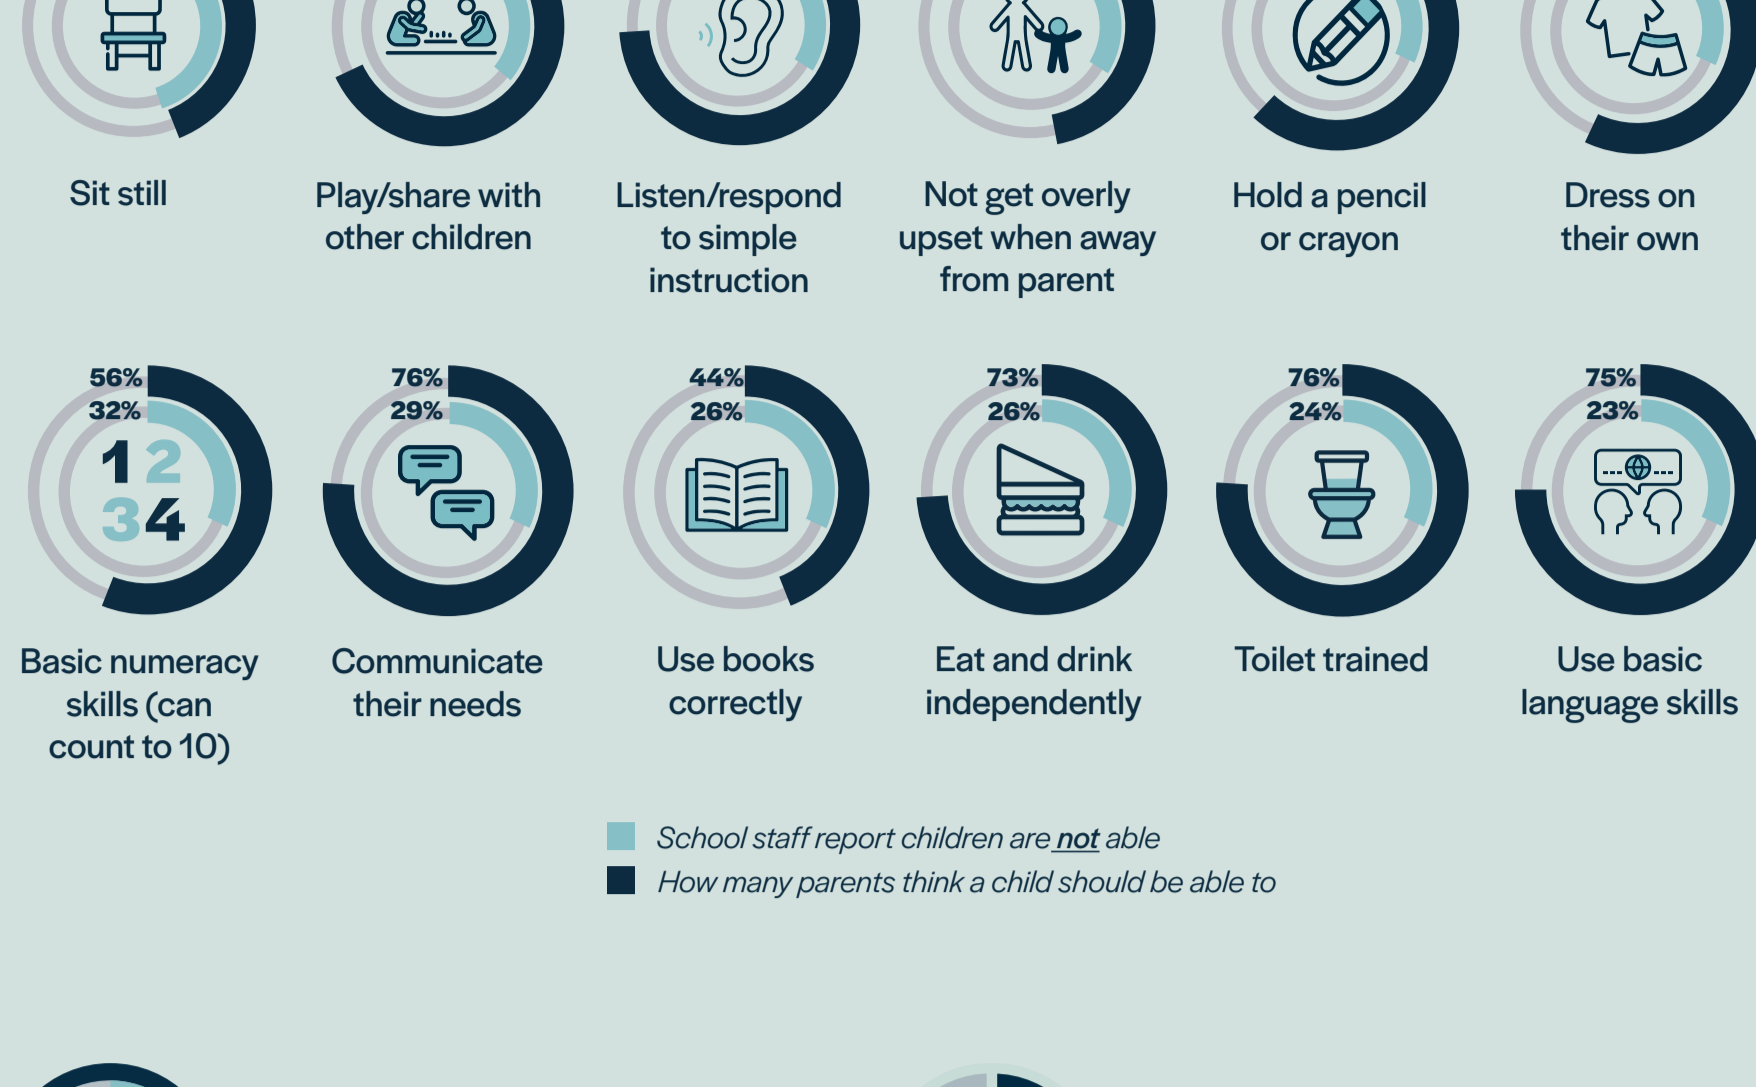 Sit still
Play/share with
other children
Listen/respond
to simple
instruction
Not get overly
upset when away
from parent
Hold a pencil
or crayon
Dress on
their own
56%
32%
1 2
3 4
Basic numeracy
skills (can
count to 10)
76%
29%
Communicate
their needs
44%
26%
Use books
correctly
73%
26%
Eat and drink
independently
76%
24%
Toilet trained
75%
23%
Use basic
language skills
School staff report children are not able
How many parents think a child should be able to